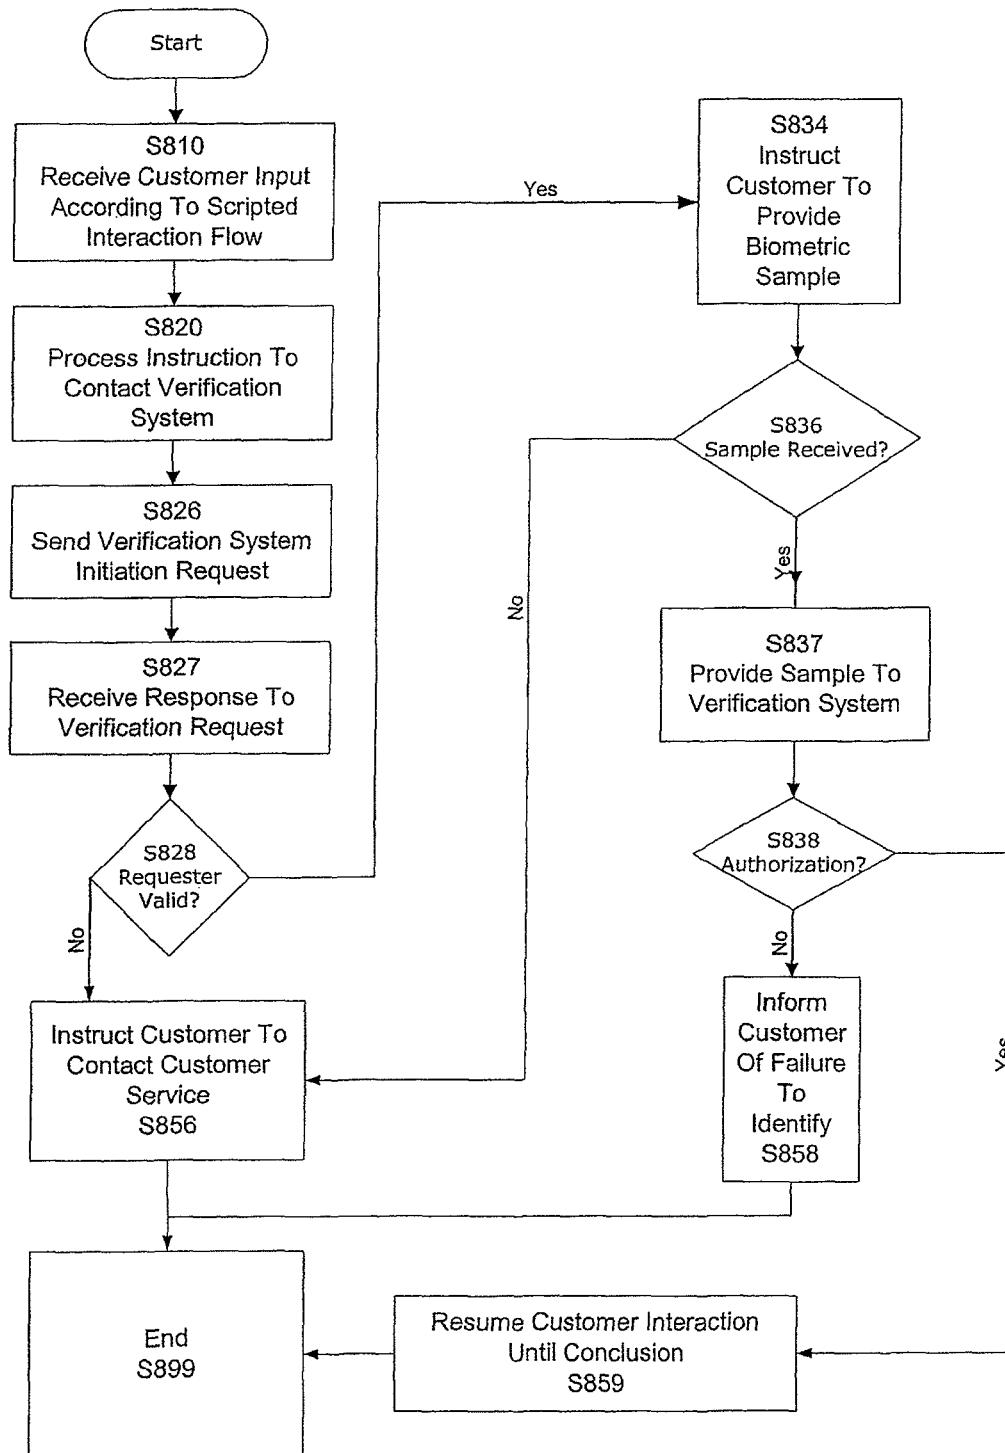 Start
S810
Receive Customer Input
According To Scripted
Interaction Flow
S820
Process Instruction To
Contact Verification
System
S826
Send Verification System
Initiation Request
S827
Receive Response To
Verification Request
S828
Requester
Valid?
No
Yes
Instruct Customer To
Contact Customer
Service
S856
S834
Instruct
Customer To
Provide
Biometric
Sample
S836
Sample Received?
No
Yes
S837
Provide Sample To
Verification System
S838
Authorization?
No
Yes
Inform
Customer
Of Failure
To
Identify
S858
Resume Customer Interaction
Until Conclusion
S859
End
S899